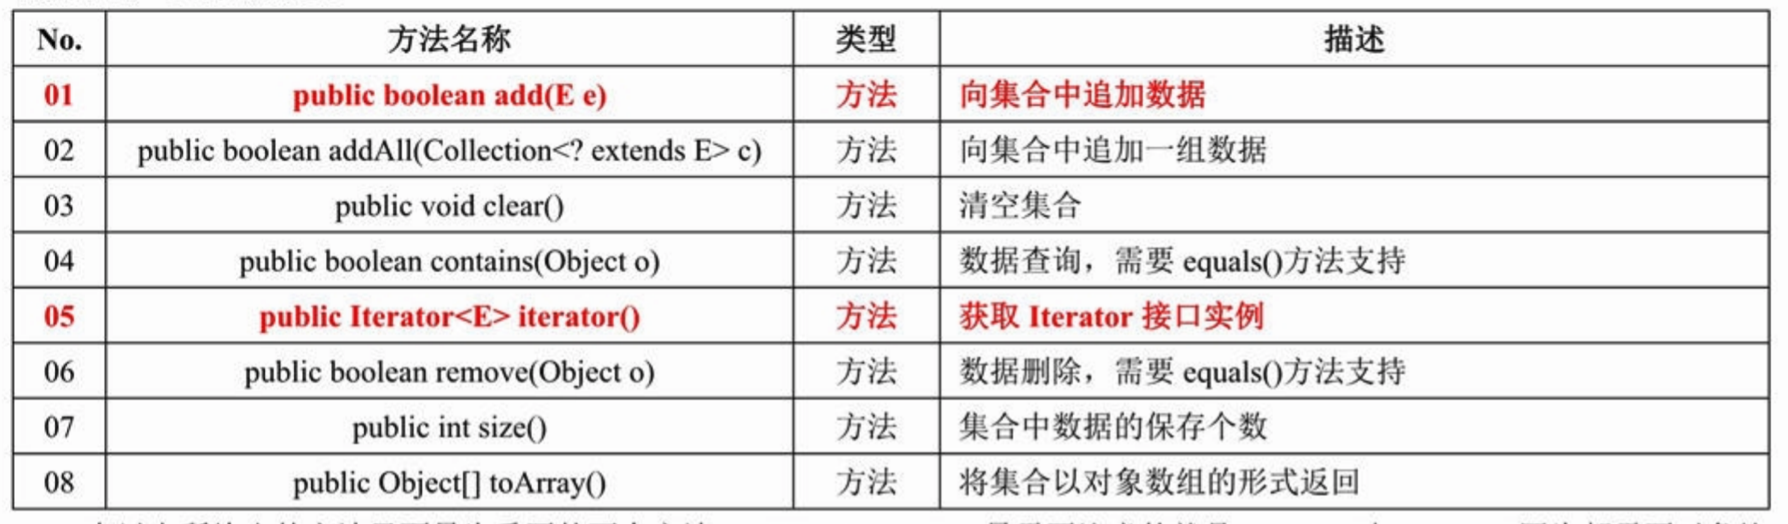 No. 方法名称 类型 描述
01 public boolean add(E e) 方法 向集合中追加数据
02 public boolean addAll(Collection<? extends E> c) 方法 向集合中追加一组数据
03 public void clear() 方法 清空集合
04 public boolean contains(Object o) 方法 数据查询，需要 equals()方法支持
05 public Iterator<E> iterator() 方法 获取 Iterator 接口实例
06 public boolean remove(Object o) 方法 数据删除，需要 equals()方法支持
07 public int size() 方法 集合中数据的保存个数
08 public Object[] toArray() 方法 将集合以对象数组的形式返回